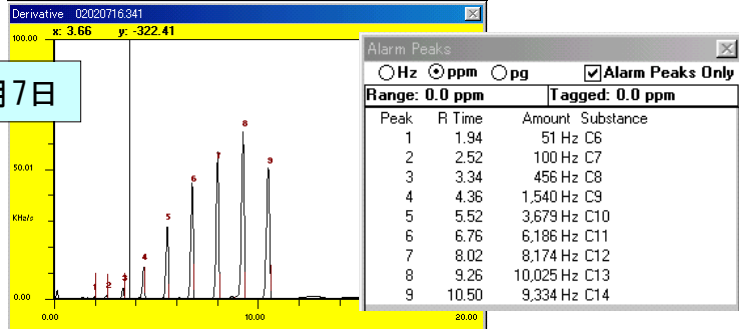 Derivative 02020716.341
x: 3.66 y: -322.41
100.00
月7日
50.01
KHz/s
0.00
0.00 10.00 20.00
1 2 3 4 5 6 7 8 9
Alarm Peaks
Hz ppm pg Alarm Peaks Only
Range: 0.0 ppm Tagged: 0.0 ppm
Peak R Time Amount Substance
1 1.94 51 Hz C6
2 2.52 100 Hz C7
3 3.34 456 Hz C8
4 4.36 1,540 Hz C9
5 5.52 3,679 Hz C10
6 6.76 6,186 Hz C11
7 8.02 8,174 Hz C12
8 9.26 10,025 Hz C13
9 10.50 9,334 Hz C14